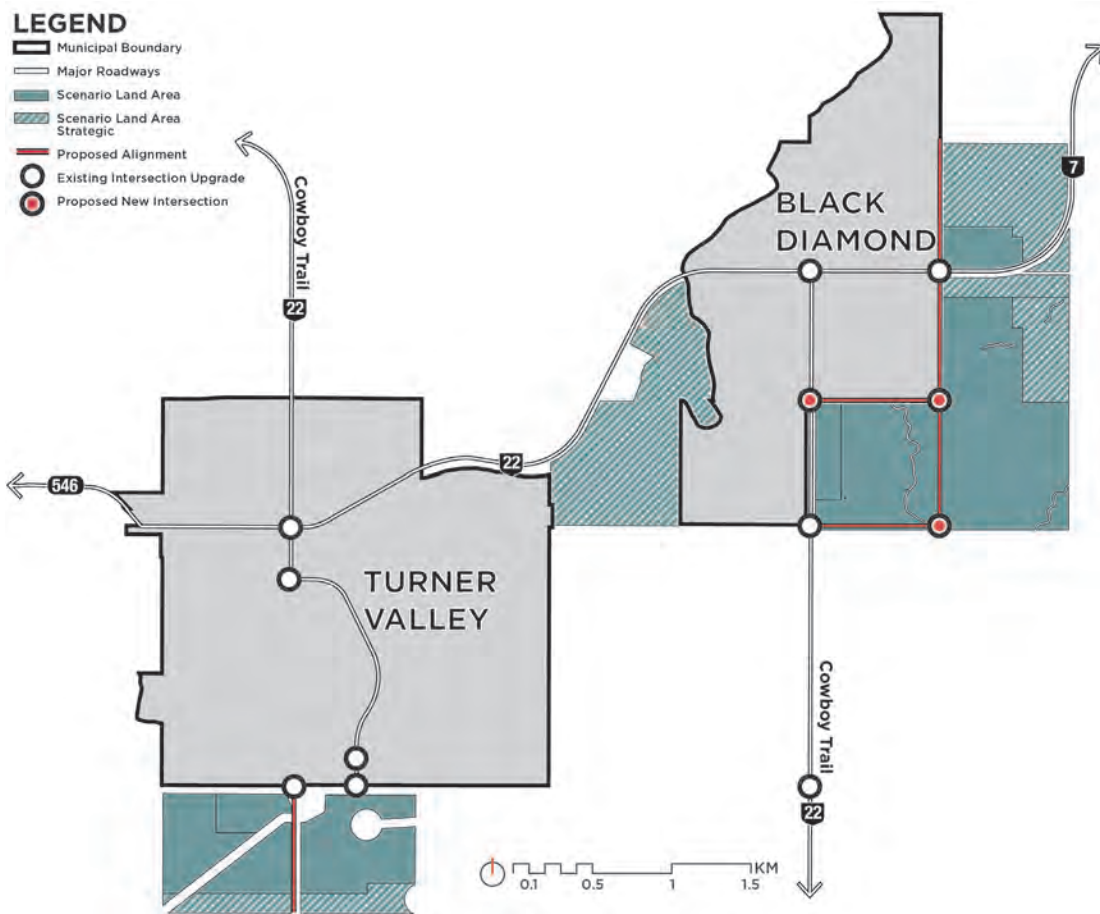 LEGEND
Municipal Boundary
Major Roadways
Scenario Land Area
Scenario Land Area
Strategic
Proposed Alignment
Existing Intersection Upgrade
Proposed New Intersection
Cowboy Trail
22
7
BLACK
DIAMOND
22
546
TURNER
VALLEY
Cowboy Trail
22
KM
0.1
0.5
1
1.5